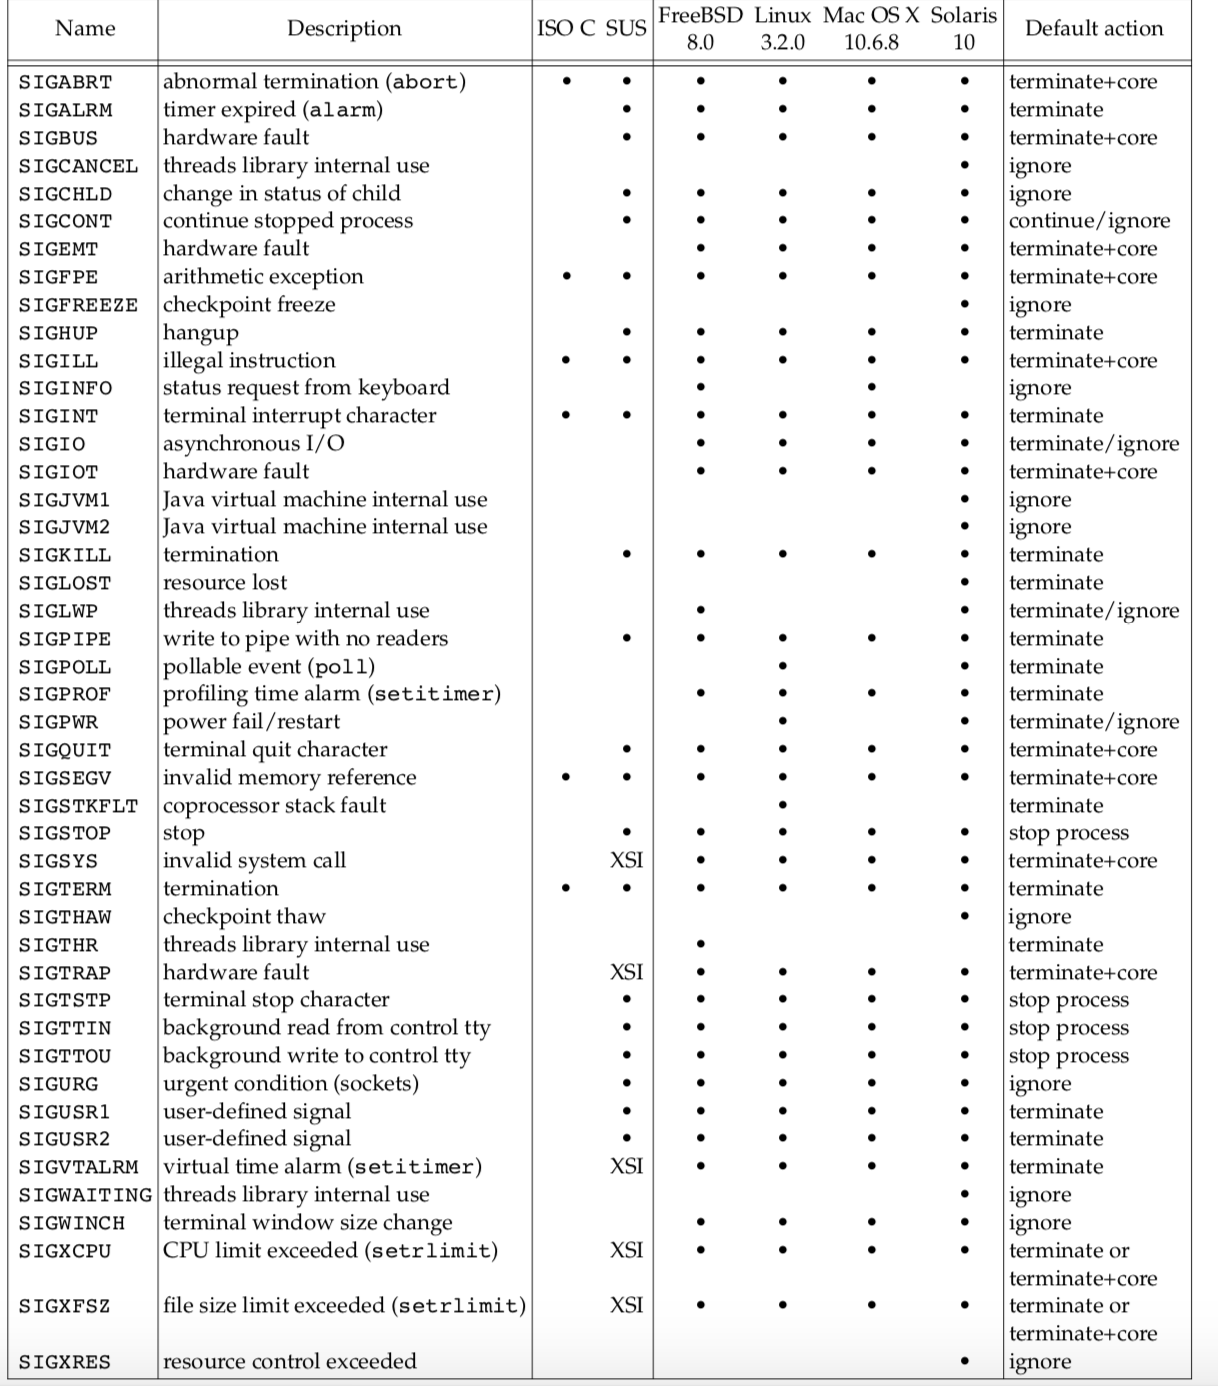 Name Description ISO C SUS FreeBSD 8.0 Linux 3.2.0 Mac OS X 10.6.8 Solaris 10 Default action
SIGABRT abnormal termination (abort) • • • • • • terminate+core
SIGALRM timer expired (alarm) • • • • • terminate
SIGBUS hardware fault • • • • • terminate+core
SIGCANCEL threads library internal use • ignore
SIGCHLD change in status of child • • • • • ignore
SIGCONT continue stopped process • • • • • continue/ignore
SIGEMT hardware fault • • • • terminate+core
SIGFPE arithmetic exception • • • • • • terminate+core
SIGFREEZE checkpoint freeze • ignore
SIGHUP hangup • • • • • terminate
SIGILL illegal instruction • • • • • • terminate+core
SIGINFO status request from keyboard • • ignore
SIGINT terminal interrupt character • • • • • • terminate
SIGIO asynchronous I/O • • • • terminate/ignore
SIGIOT hardware fault • • • • terminate+core
SIGJVM1 Java virtual machine internal use • ignore
SIGJVM2 Java virtual machine internal use • ignore
SIGKILL termination • • • • • terminate
SIGLOST resource lost • terminate
SIGLWP threads library internal use • • terminate/ignore
SIGPIPE write to pipe with no readers • • • • • terminate
SIGPOLL pollable event (poll) • • terminate
SIGPROF profiling time alarm (setitimer) • • • • terminate
SIGPWR power fail/restart • • terminate/ignore
SIGQUIT terminal quit character • • • • • terminate+core
SIGSEGV invalid memory reference • • • • • • terminate+core
SIGSTKFLT coprocessor stack fault • terminate
SIGSTOP stop • • • • • stop process
SIGSYS invalid system call XSI • • • • terminate+core
SIGTERM termination • • • • • • terminate
SIGTHAW checkpoint thaw • ignore
SIGTHR threads library internal use • terminate
SIGTRAP hardware fault XSI • • • • terminate+core
SIGTSTP terminal stop character • • • • • stop process
SIGTTIN background read from control tty • • • • • stop process
SIGTTOU background write to control tty • • • • • stop process
SIGURG urgent condition (sockets) • • • • • ignore
SIGUSR1 user-defined signal • • • • • terminate
SIGUSR2 user-defined signal • • • • • terminate
SIGVTALRM virtual time alarm (setitimer) XSI • • • • terminate
SIGWAITING threads library internal use • ignore
SIGWINCH terminal window size change • • • • ignore
SIGXCPU CPU limit exceeded (setrlimit) XSI • • • • terminate or
terminate+core
SIGXFSZ file size limit exceeded (setrlimit) XSI • • • • terminate or
terminate+core
SIGXRES resource control exceeded • ignore